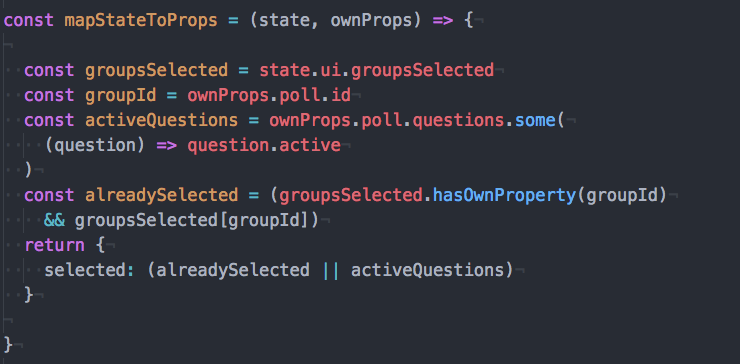 const mapStateToProps = (state, ownProps) => {¬
¬
  const groupsSelected = state.ui.groupsSelected¬
  const groupId = ownProps.poll.id¬
  const activeQuestions = ownProps.poll.questions.some(¬
    (question) => question.active¬
  )¬
  const alreadySelected = (groupsSelected.hasOwnProperty(groupId)¬
    && groupsSelected[groupId])¬
  return {¬
    selected: (alreadySelected || activeQuestions)¬
  }¬
¬
}¬